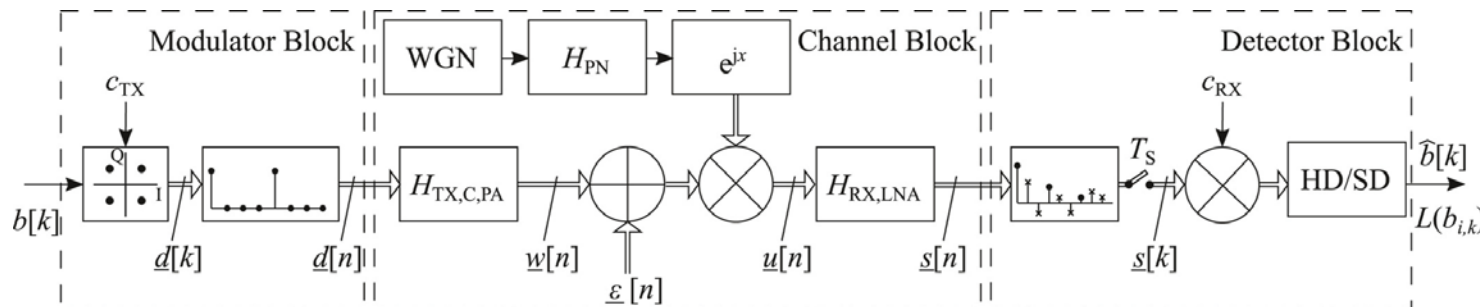 Modulator Block
Channel Block
Detector Block
WGN
H_PN
e^jx
c_TX
c_RX
Q
I
H_TX,C,PA
H_RX,LNA
T_S
HD/SD
b̂[k]
b[k]
d[k]
d[n]
w[n]
ε[n]
u[n]
s[n]
s[k]
L(b_i,k)